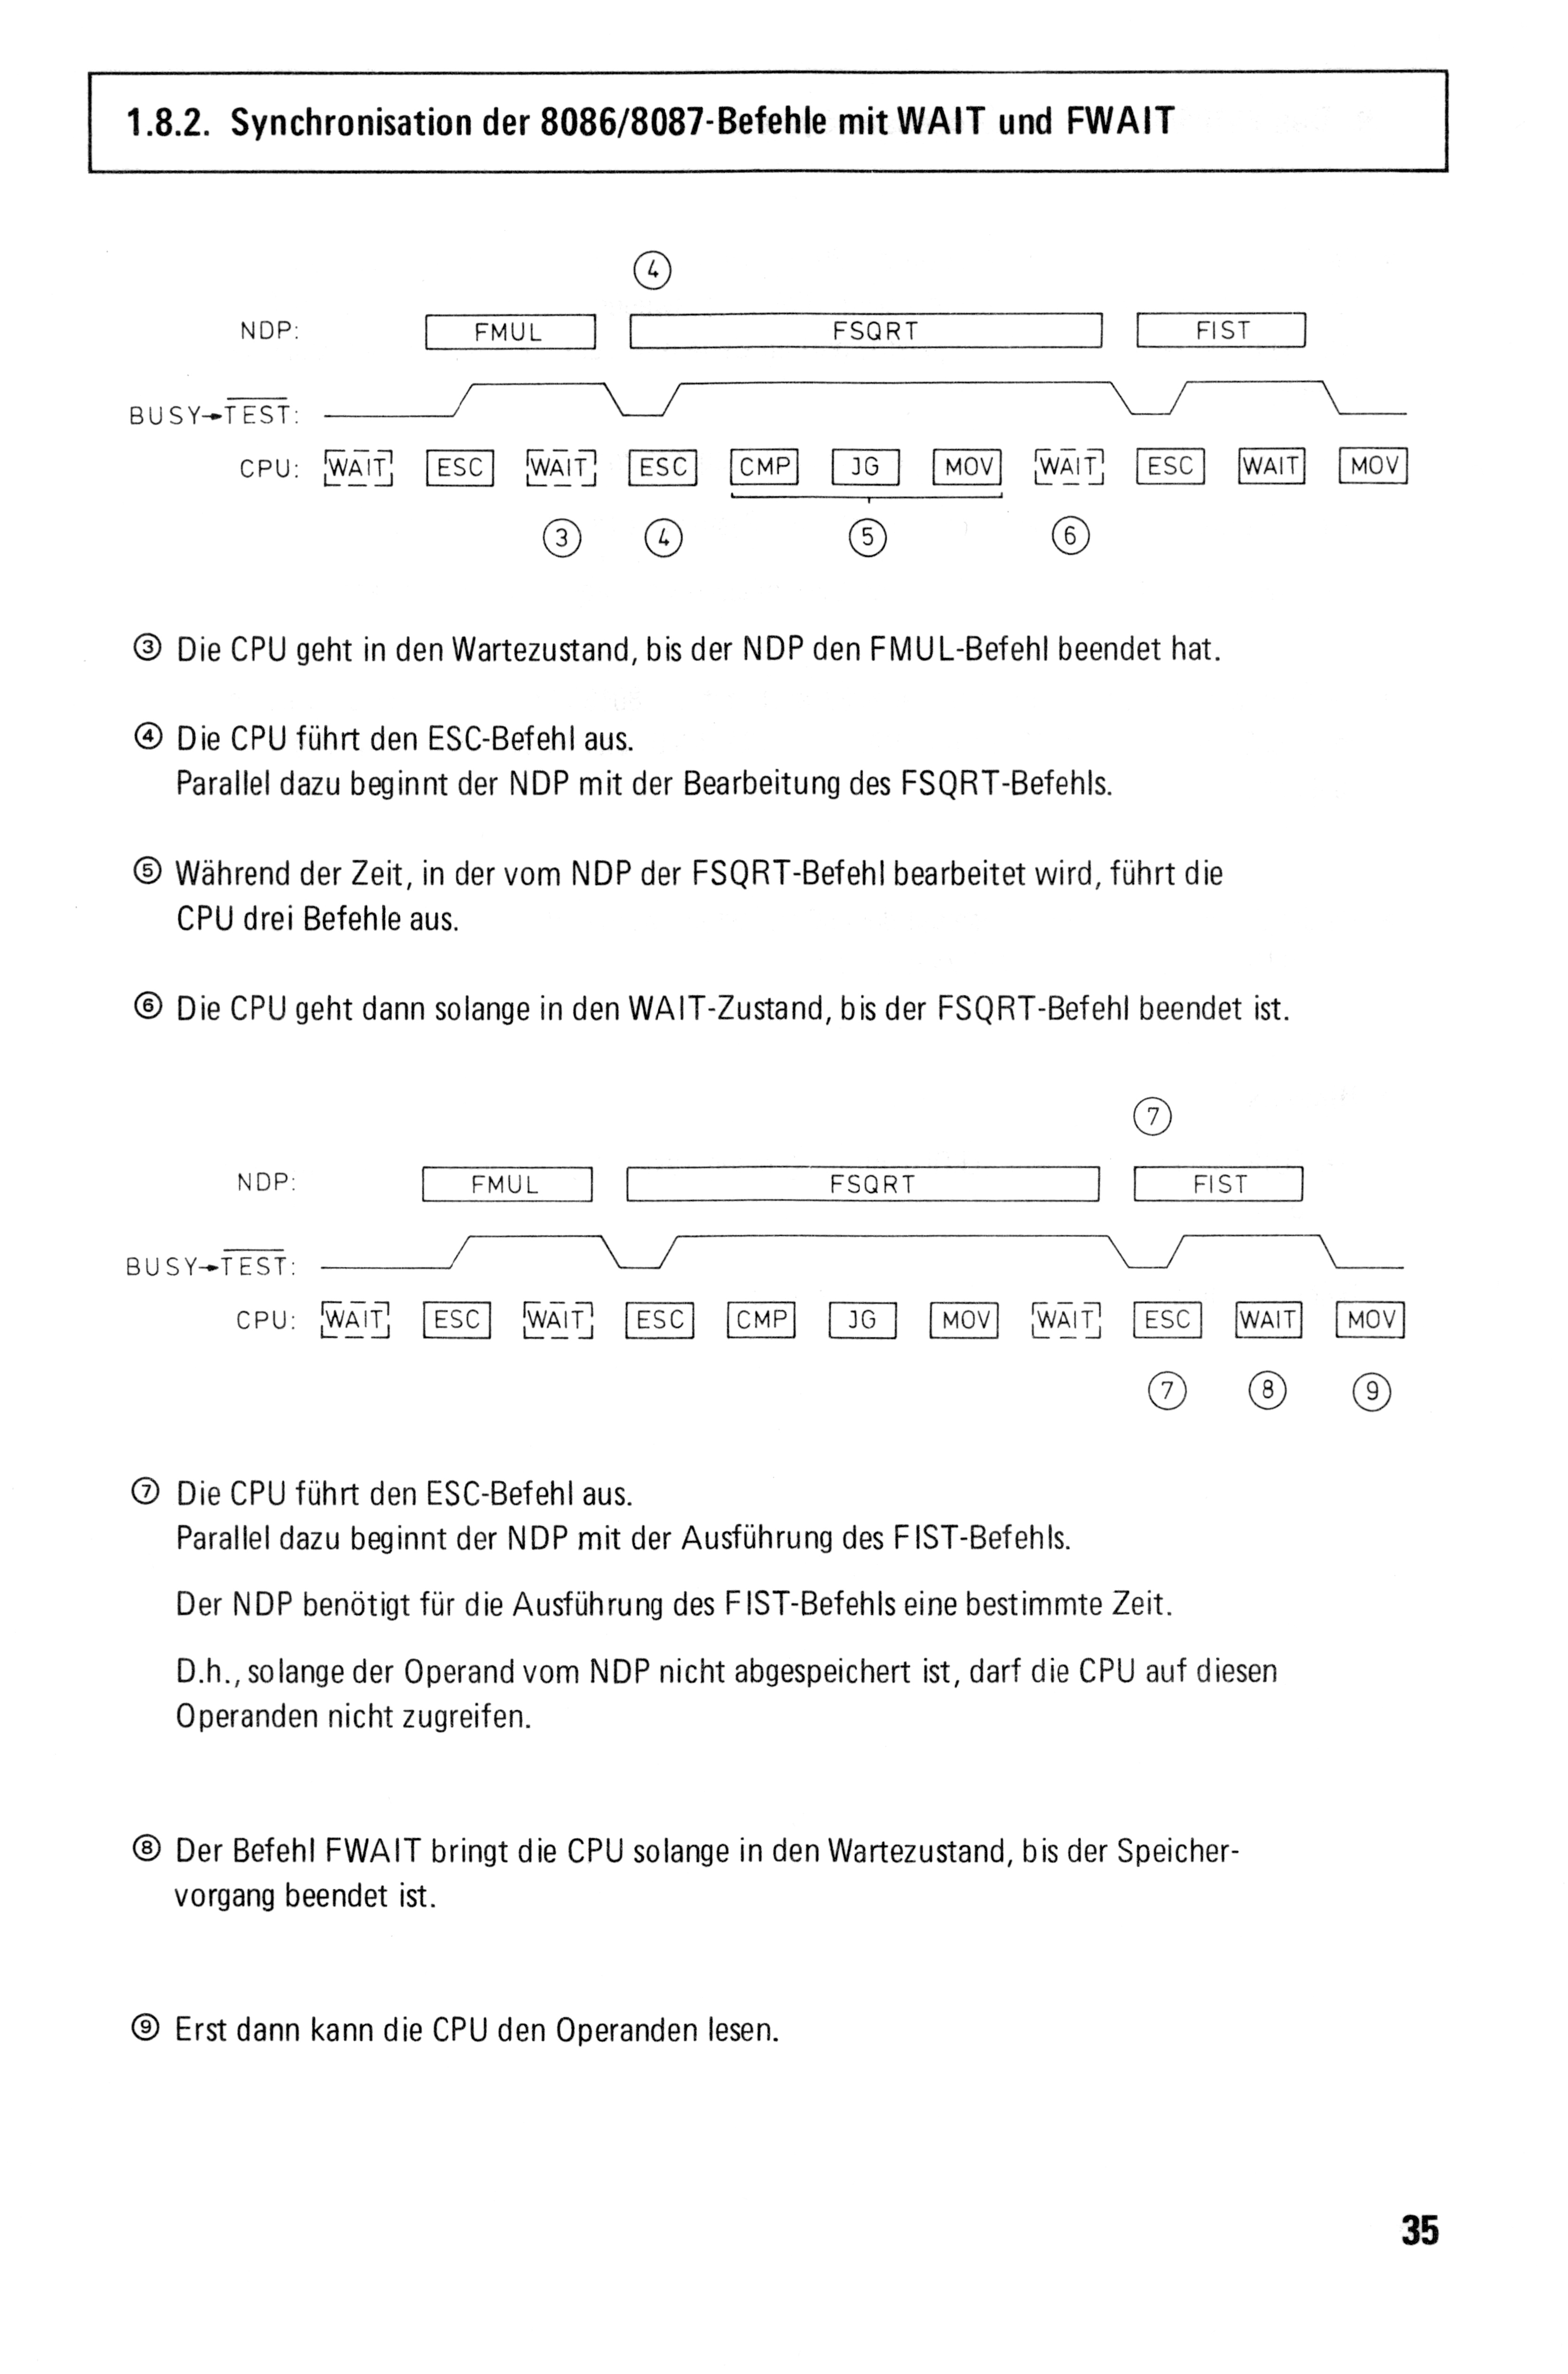 1.8.2. Synchronisation der 8086/8087-Befehle mit WAIT und FWAIT
④
NDP: FMUL FSQRT FIST
BUSY→TEST:
CPU: WAIT ESC WAIT ESC CMP JG MOV WAIT ESC WAIT MOV
③ ④ ⑤ ⑥
③ Die CPU geht in den Wartezustand, bis der NDP den FMUL-Befehl beendet hat.
④ Die CPU führt den ESC-Befehl aus.
Parallel dazu beginnt der NDP mit der Bearbeitung des FSQRT-Befehls.
⑤ Während der Zeit, in der vom NDP der FSQRT-Befehl bearbeitet wird, führt die
CPU drei Befehle aus.
⑥ Die CPU geht dann solange in den WAIT-Zustand, bis der FSQRT-Befehl beendet ist.
⑦
NDP: FMUL FSQRT FIST
BUSY→TEST:
CPU: WAIT ESC WAIT ESC CMP JG MOV WAIT ESC WAIT MOV
⑦ ⑧ ⑨
⑦ Die CPU führt den ESC-Befehl aus.
Parallel dazu beginnt der NDP mit der Ausführung des FIST-Befehls.
Der NDP benötigt für die Ausführung des FIST-Befehls eine bestimmte Zeit.
D.h., solange der Operand vom NDP nicht abgespeichert ist, darf die CPU auf diesen
Operanden nicht zugreifen.
⑧ Der Befehl FWAIT bringt die CPU solange in den Wartezustand, bis der Speicher-
vorgang beendet ist.
⑨ Erst dann kann die CPU den Operanden lesen.
35